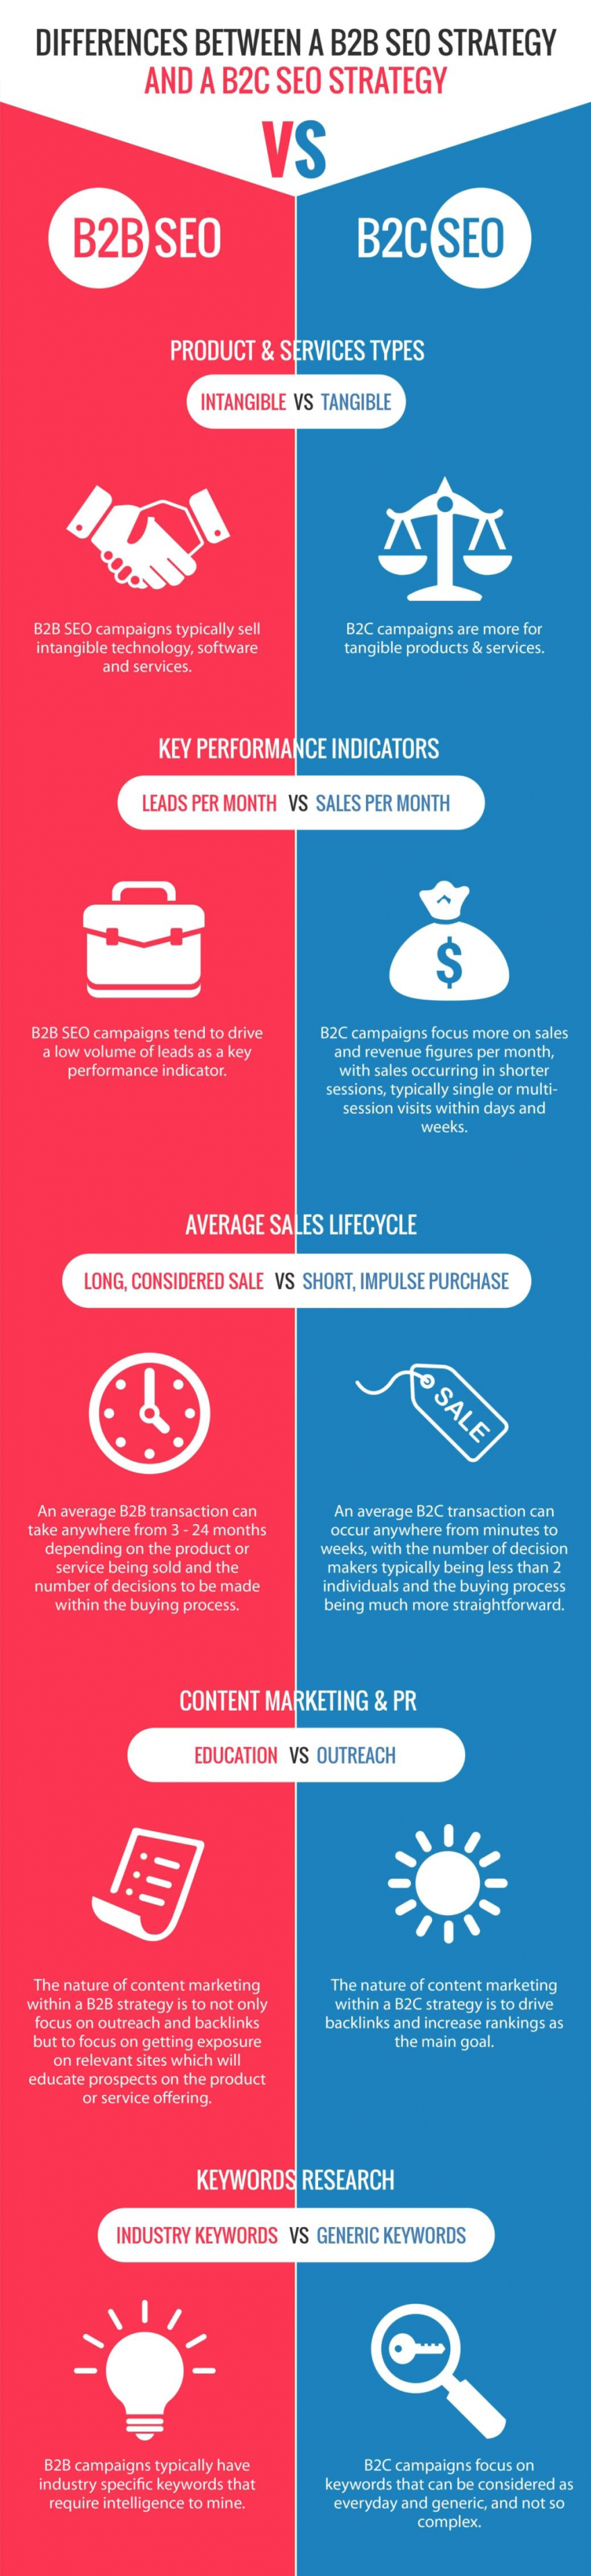 DIFFERENCES BETWEEN A B2B SEO STRATEGY
AND A B2C SEO STRATEGY
VS
B2B SEO
B2C SEO
PRODUCT & SERVICES TYPES
INTANGIBLE VS TANGIBLE
B2B SEO campaigns typically sell
intangible technology, software
and services.
B2C campaigns are more for
tangible products & services.
KEY PERFORMANCE INDICATORS
LEADS PER MONTH VS SALES PER MONTH
$
B2B SEO campaigns tend to drive
a low volume of leads as a key
performance indicator.
B2C campaigns focus more on sales
and revenue figures per month,
with sales occurring in shorter
sessions, typically single or multi-
session visits within days and
weeks.
AVERAGE SALES LIFECYCLE
LONG, CONSIDERED SALE VS SHORT, IMPULSE PURCHASE
SALE
An average B2B transaction can
take anywhere from 3 - 24 months
depending on the product or
service being sold and the
number of decisions to be made
within the buying process.
An average B2C transaction can
occur anywhere from minutes to
weeks, with the number of decision
makers typically being less than 2
individuals and the buying process
being much more straightforward.
CONTENT MARKETING & PR
EDUCATION VS OUTREACH
The nature of content marketing
within a B2B strategy is to not only
focus on outreach and backlinks
but to focus on getting exposure
on relevant sites which will
educate prospects on the product
or service offering.
The nature of content marketing
within a B2C strategy is to drive
backlinks and increase rankings as
the main goal.
KEYWORDS RESEARCH
INDUSTRY KEYWORDS VS GENERIC KEYWORDS
B2B campaigns typically have
industry specific keywords that
require intelligence to mine.
B2C campaigns focus on
keywords that can be considered as
everyday and generic, and not so
complex.